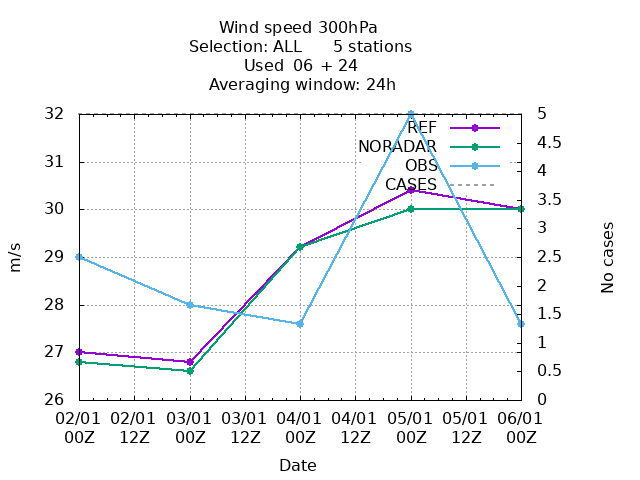 Wind speed 300hPa
Selection: ALL 5 stations
Used 06 + 24
Averaging window: 24h
32 5
REF
4.5
NORADAR
31 4
OBS
CASES
3.5
30
3
29 2.5
2
28
1.5
27 1
0.5
26 0
m/s
No cases
02/01 02/01 03/01 03/01 04/01 04/01 05/01 05/01 06/01
00Z 12Z 00Z 12Z 00Z 12Z 00Z 12Z 00Z
Date